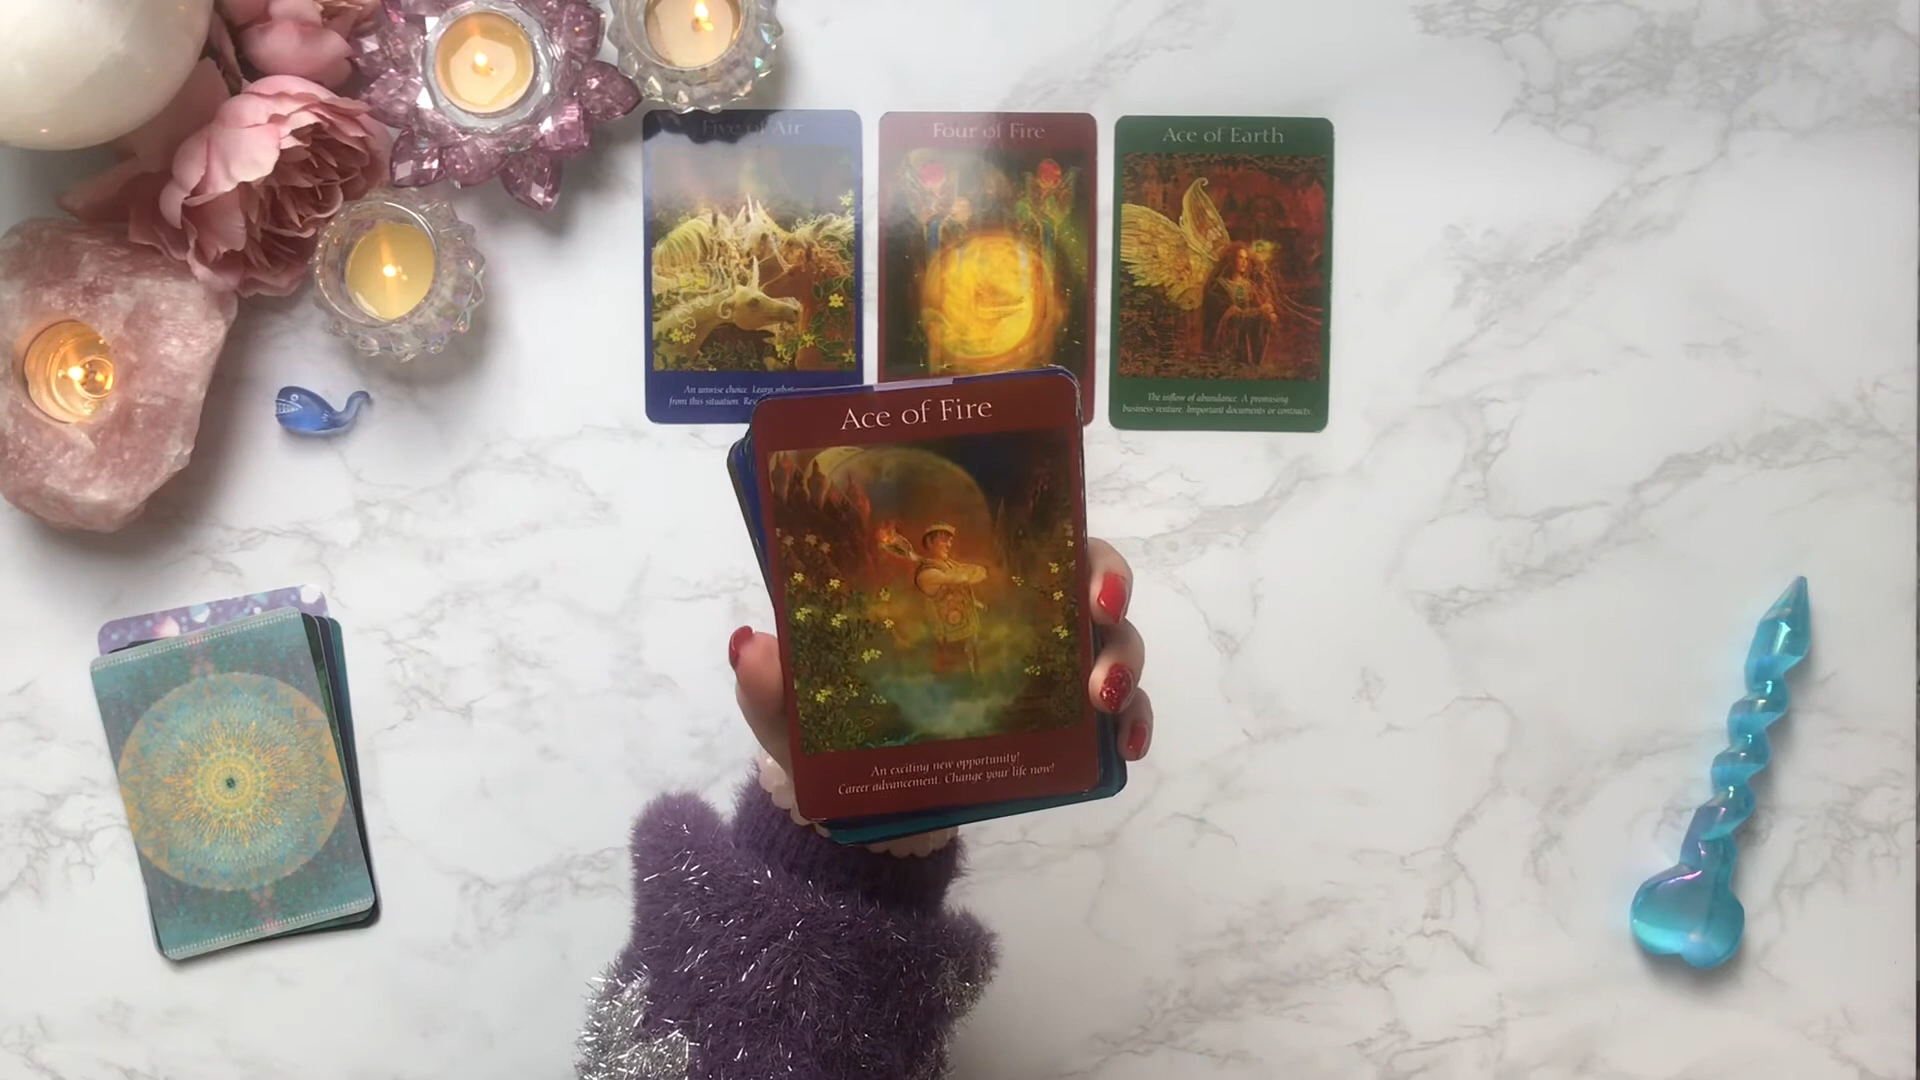 Five of Air
Four of Fire
Ace of Earth
An unwise choice. Learn what
from this situation.
The inflow of abundance. A promising
business venture. Important documents or contracts.
Ace of Fire
An exciting new opportunity!
Career advancement. Change your life now!